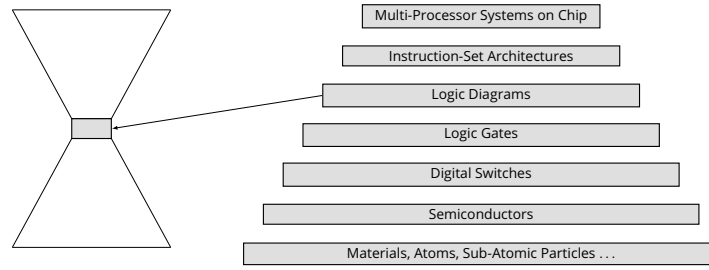 Multi-Processor Systems on Chip
Instruction-Set Architectures
Logic Diagrams
Logic Gates
Digital Switches
Semiconductors
Materials, Atoms, Sub-Atomic Particles . . .